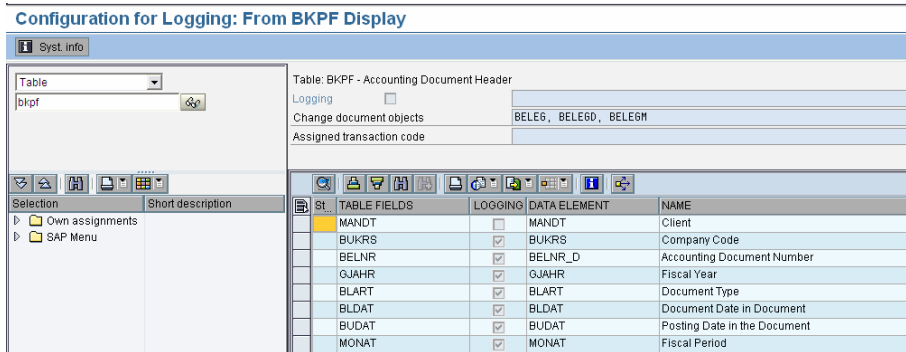 Configuration for Logging: From BKPF Display
Syst. info
Table
bkpf
Table: BKPF - Accounting Document Header
Logging
Change document objects BELEG, BELEGD, BELEGM
Assigned transaction code
Selection Short description
Own assignments
SAP Menu
St.. TABLE FIELDS LOGGING DATA ELEMENT NAME
MANDT MANDT Client
BUKRS BUKRS Company Code
BELNR BELNR_D Accounting Document Number
GJAHR GJAHR Fiscal Year
BLART BLART Document Type
BLDAT BLDAT Document Date in Document
BUDAT BUDAT Posting Date in the Document
MONAT MONAT Fiscal Period